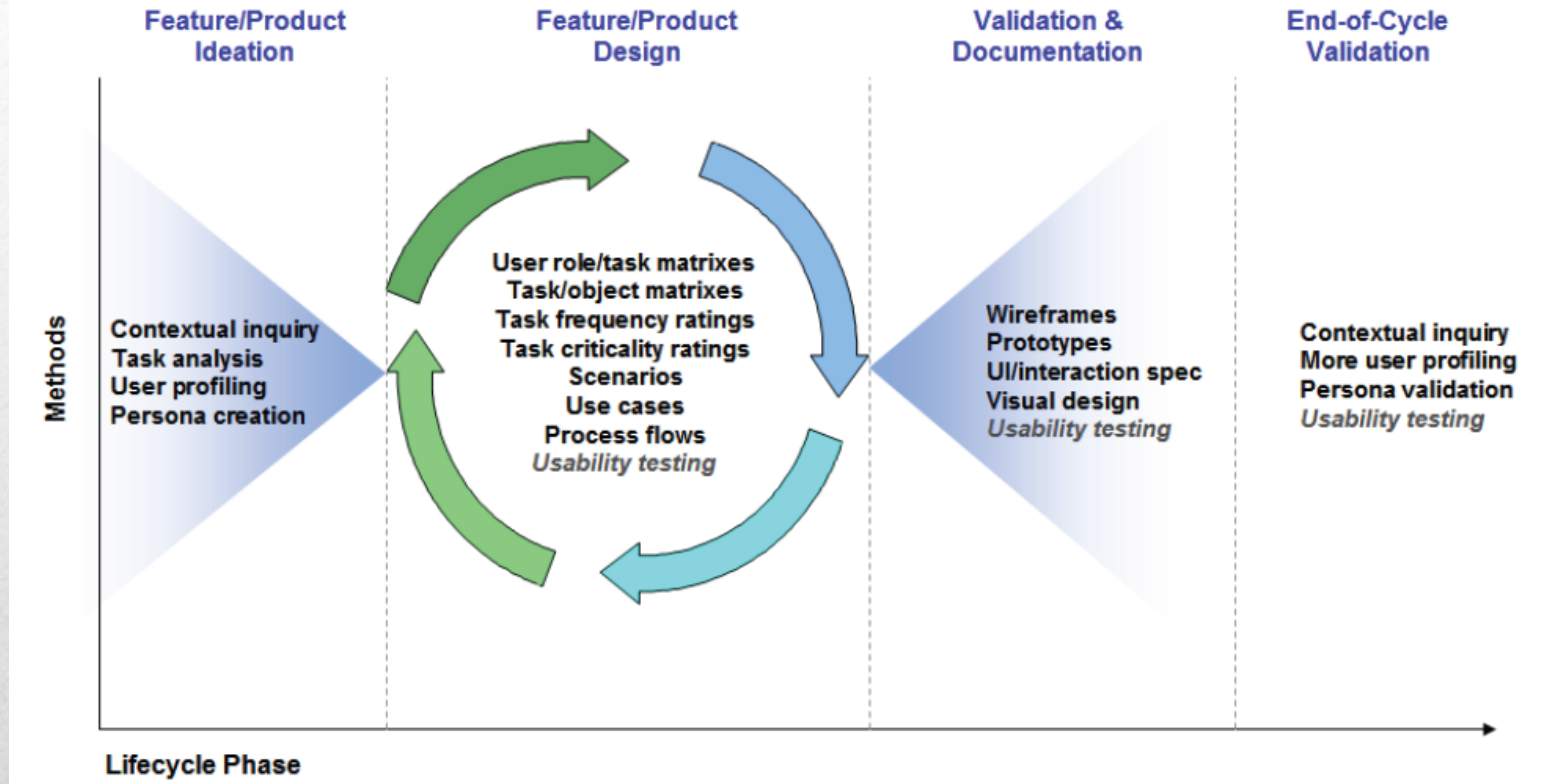 Feature/Product
Ideation
Feature/Product
Design
Validation &
Documentation
End-of-Cycle
Validation
Methods
Contextual inquiry
Task analysis
User profiling
Persona creation
User role/task matrixes
Task/object matrixes
Task frequency ratings
Task criticality ratings
Scenarios
Use cases
Process flows
Usability testing
Wireframes
Prototypes
UI/interaction spec
Visual design
Usability testing
Contextual inquiry
More user profiling
Persona validation
Usability testing
Lifecycle Phase